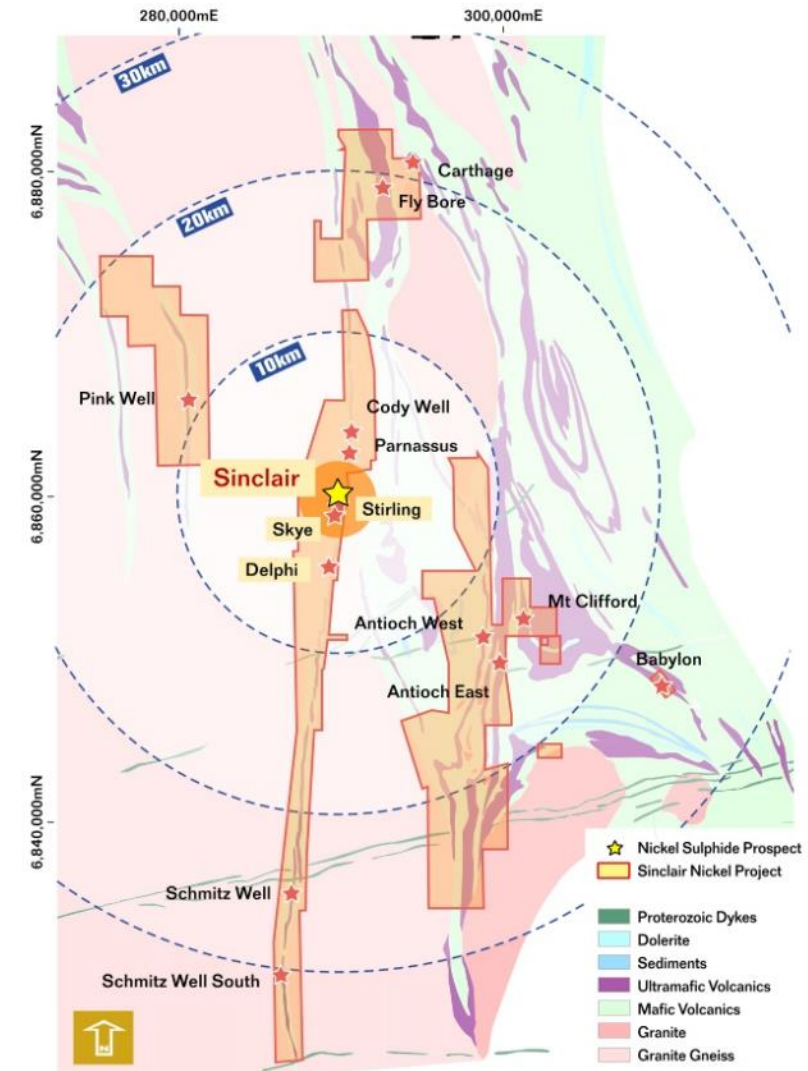 280,000mE
300,000mE
30km
6,880,000mN
Carthage
Fly Bore
20km
10km
Pink Well
Cody Well
Parnassus
Sinclair
6,860,000mN
Stirling
Skye
Delphi
Mt Clifford
Antioch West
Babylon
Antioch East
6,840,000mN
Nickel Sulphide Prospect
Sinclair Nickel Project
Schmitz Well
Proterozoic Dykes
Dolerite
Sediments
Schmitz Well South
Ultramafic Volcanics
Mafic Volcanics
N
Granite
Granite Gneiss